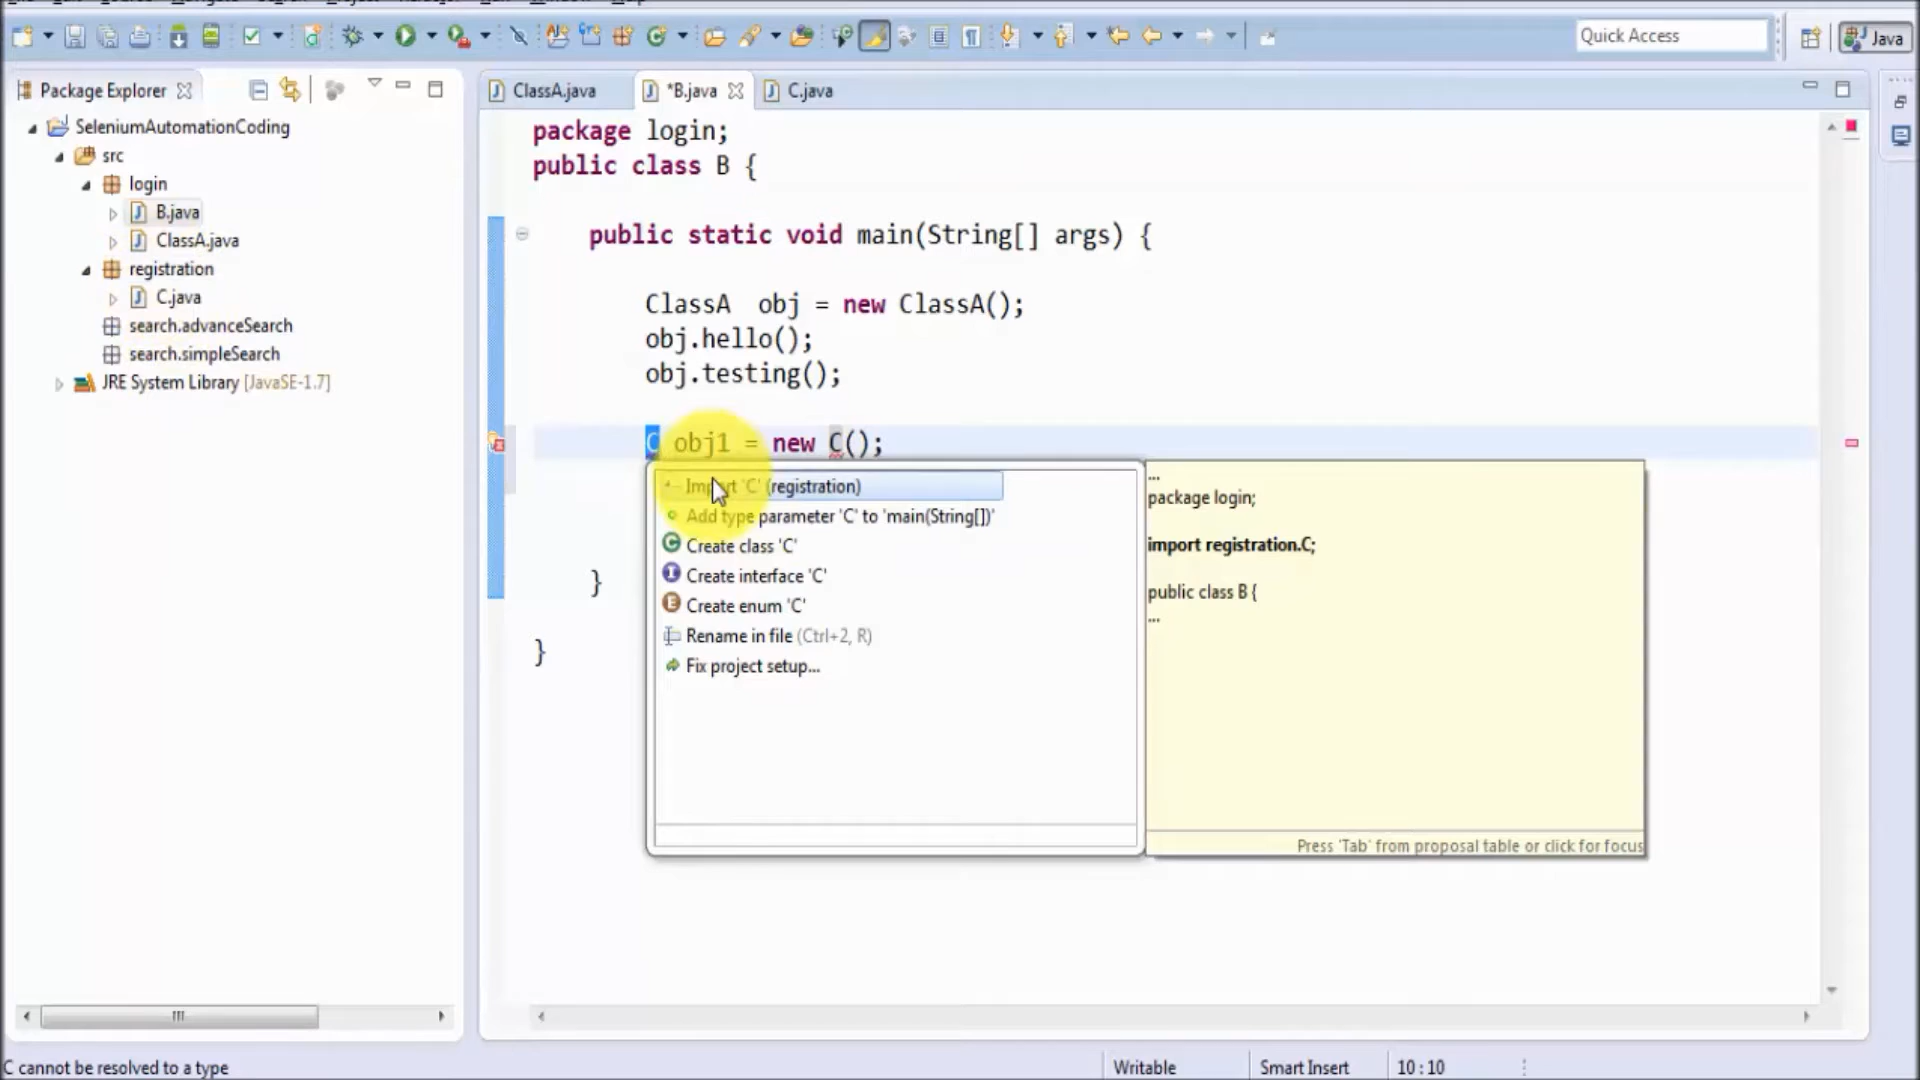 Quick Access
Java
Package Explorer
ClassA.java
*B.java
C.java
SeleniumAutomationCoding
src
login
B.java
ClassA.java
registration
C.java
search.advanceSearch
search.simpleSearch
JRE System Library [JavaSE-1.7]
package login;
public class B {
public static void main(String[] args) {
ClassA obj = new ClassA();
obj.hello();
obj.testing();
C obj1 = new C();
}
}
Import 'C' (registration)
Add type parameter 'C' to 'main(String[])'
Create class 'C'
Create interface 'C'
Create enum 'C'
Rename in file (Ctrl+2, R)
Fix project setup...
...
package login;
import registration.C;
public class B {
...
Press 'Tab' from proposal table or click for focus
C cannot be resolved to a type
Writable
Smart Insert
10 : 10